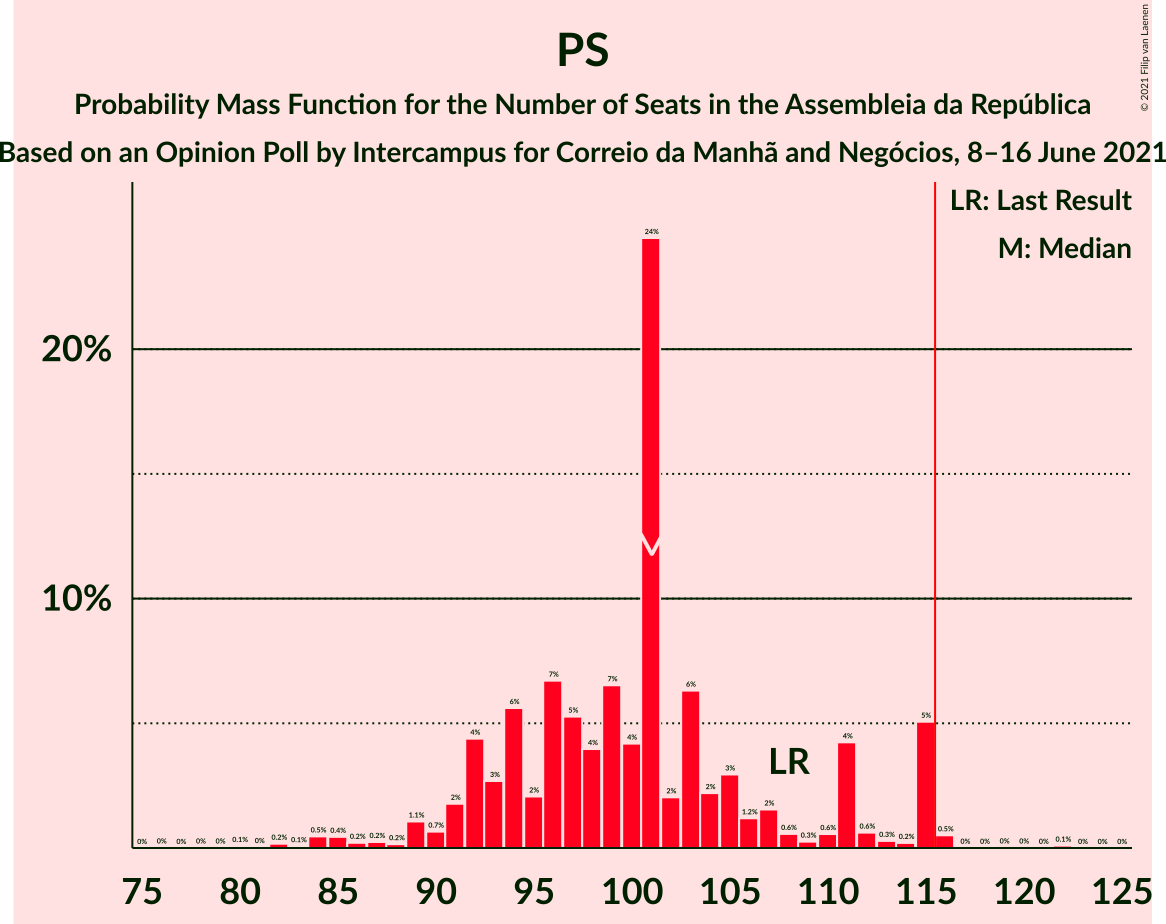 PS
Probability Mass Function for the Number of Seats in the Assembleia da República
Based on an Opinion Poll by Intercampus for Correio da Manhã and Negócios, 8–16 June 2021
© 2021 Filip van Laenen
LR: Last Result
M: Median
20%
10%
LR
0% 0% 0% 0% 0% 0.1% 0% 0.2% 0.1% 0.5% 0.4% 0.2% 0.2% 0.2% 1.1% 0.7% 2% 4% 3% 6% 2% 7% 5% 4% 7% 4% 24% 2% 6% 2% 3% 1.2% 2% 0.6% 0.3% 0.6% 4% 0.6% 0.3% 0.2% 5% 0.5% 0% 0% 0% 0% 0% 0.1% 0% 0% 0%
75 80 85 90 95 100 105 110 115 120 125